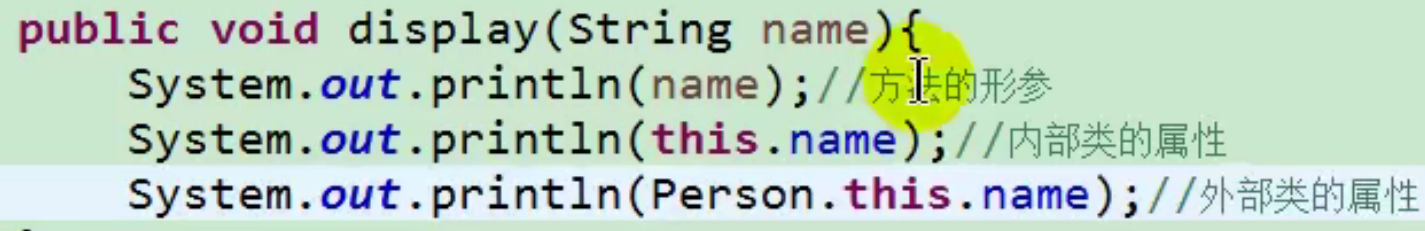 public void display(String name){
System.out.println(name);//方法的形参
System.out.println(this.name);//内部类的属性
System.out.println(Person.this.name);//外部类的属性